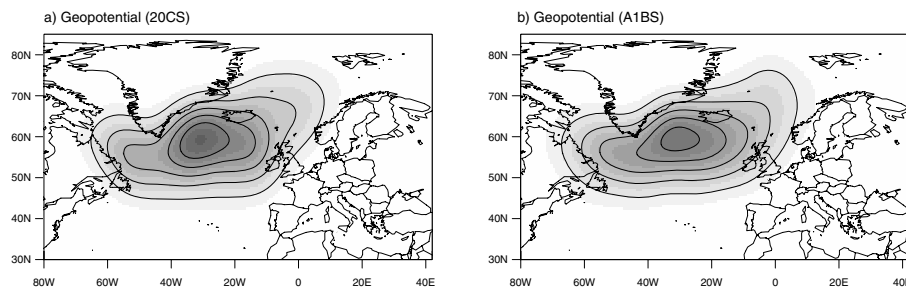 a) Geopotential (20CS)
b) Geopotential (A1BS)
80N
70N
60N
50N
40N
30N
80W 60W 40W 20W 0 20E 40E
80N
70N
60N
50N
40N
30N
80W 60W 40W 20W 0 20E 40E